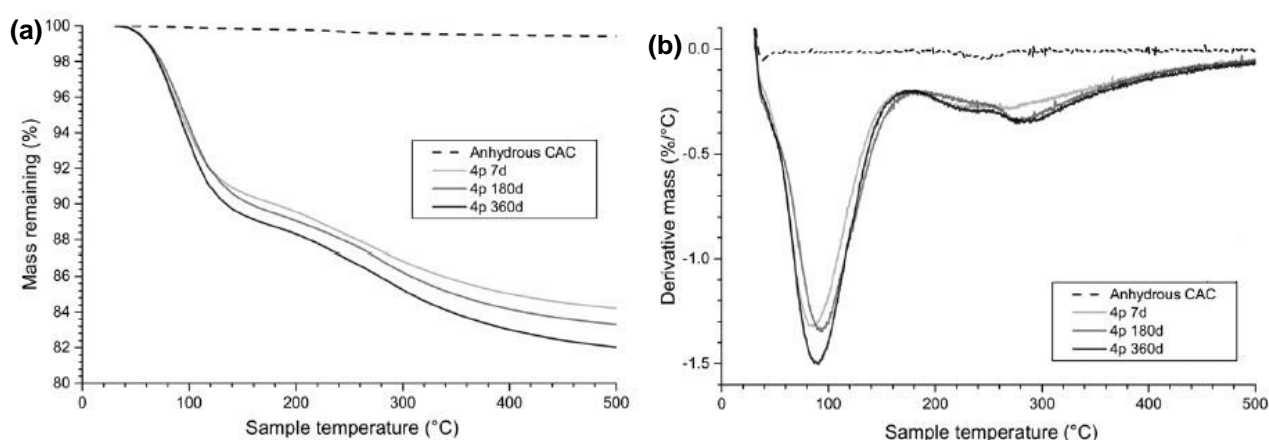 (a)
100
98
96
94
92
90
88
86
84
82
80
Mass remaining (%)
Anhydrous CAC
4p 7d
4p 180d
4p 360d
0
100
200
300
400
500
Sample temperature (°C)
(b)
0.0
-0.5
-1.0
-1.5
Derivative mass (%/°C)
Anhydrous CAC
4p 7d
4p 180d
4p 360d
0
100
200
300
400
500
Sample temperature (°C)